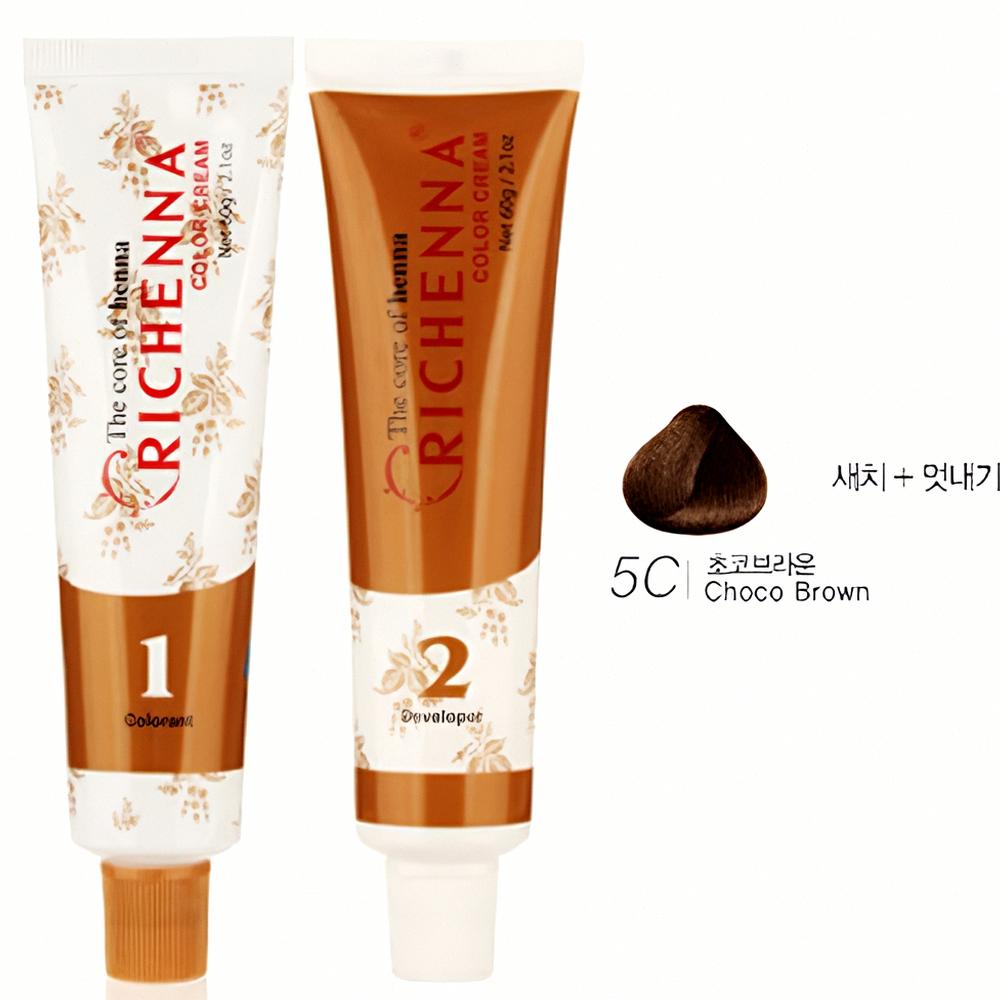 The core of henna
RICHENNA
COLOR CREAM
Net 60g / 2.1oz
1
The core of henna
RICHENNA
COLOR CREAM
Net 60g / 2.1oz
2
Developer
새치 + 멋내기
5C
초코브라운
Choco Brown